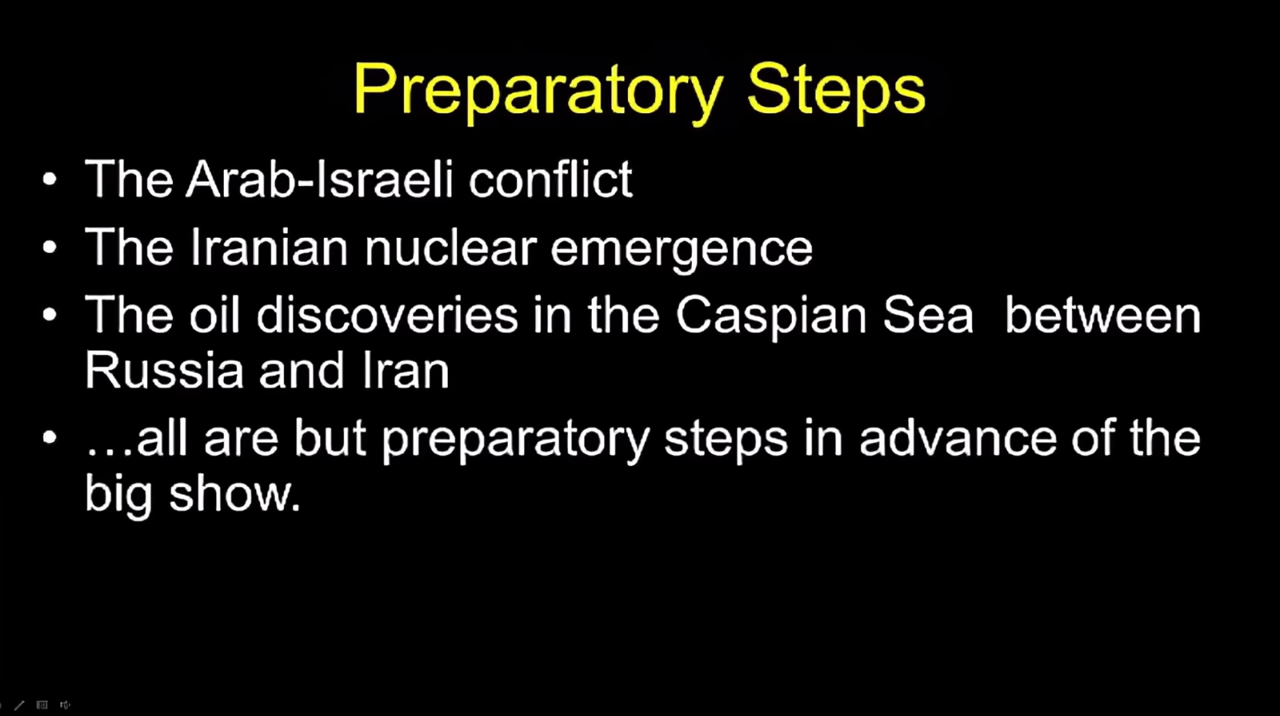 Preparatory Steps
• The Arab-Israeli conflict
• The Iranian nuclear emergence
• The oil discoveries in the Caspian Sea  between
Russia and Iran
• …all are but preparatory steps in advance of the
big show.